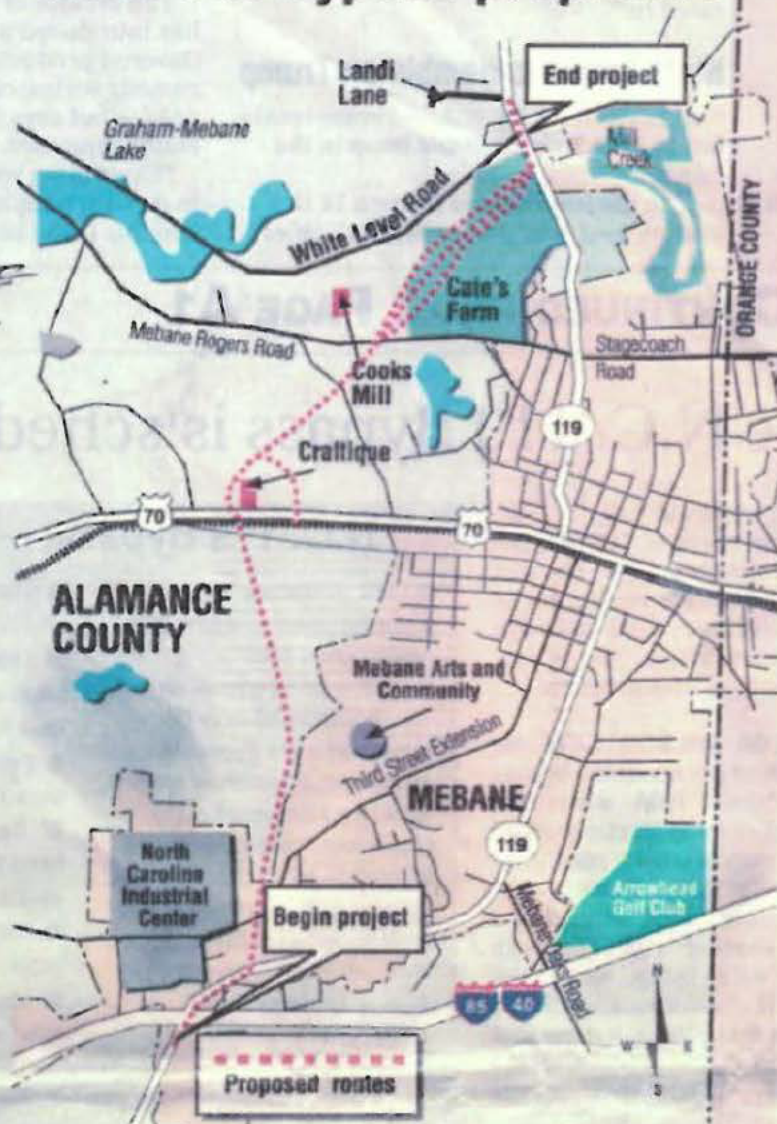 Landi
Lane
End project
Graham-Mebane
Lake
Mill
Creek
White Level Road
ORANGE COUNTY
Cate's
Farm
Mebane Rogers Road
Stagecoach
Road
Cooks
Mill
119
Craftique
70
70
ALAMANCE
COUNTY
Mebane Arts and
Community
Third Street Extension
MEBANE
119
North
Carolina
Industrial
Center
Arrowhead
Golf Club
Begin project
Mebane Oaks Road
85
40
N
W E
S
Proposed routes